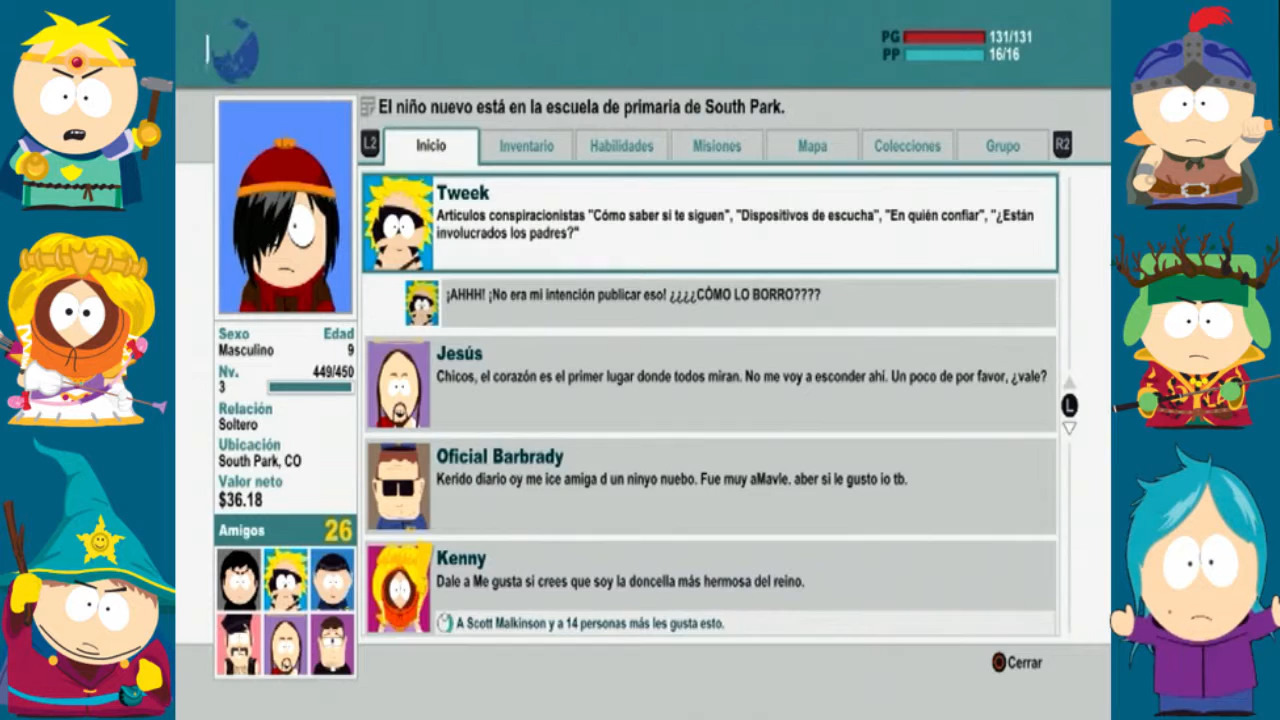 PG 131/131
PP 16/16
El niño nuevo está en la escuela de primaria de South Park.
L2 Inicio Inventario Habilidades Misiones Mapa Colecciones Grupo R2
Tweek
Artículos conspiracionistas "Cómo saber si te siguen", "Dispositivos de escucha", "En quién confiar", "¿Están
involucrados los padres?"
¡AHHH! ¡No era mi intención publicar eso! ¿¿¿¿CÓMO LO BORRO????
Jesús
Chicos, el corazón es el primer lugar donde todos miran. No me voy a esconder ahí. Un poco de por favor, ¿vale?
L
Oficial Barbrady
Kerido diario oy me ice amiga d un ninyo nuebo. Fue muy aMavle. aber si le gusto io tb.
Kenny
Dale a Me gusta si crees que soy la doncella más hermosa del reino.
A Scott Malkinson y a 14 personas más les gusta esto.
Sexo Edad
Masculino 9
Nv. 449/450
3
Relación
Soltero
Ubicación
South Park, CO
Valor neto
$36.18
Amigos 26
Cerrar